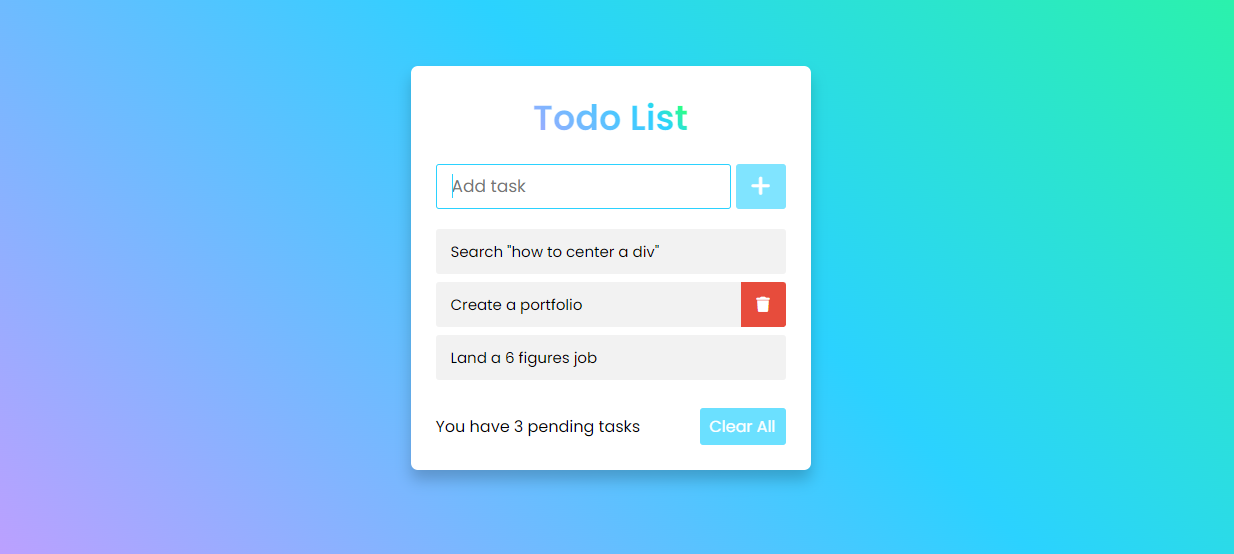 Todo List
Add task
Search "how to center a div"
Create a portfolio
Land a 6 figures job
You have 3 pending tasks
Clear All